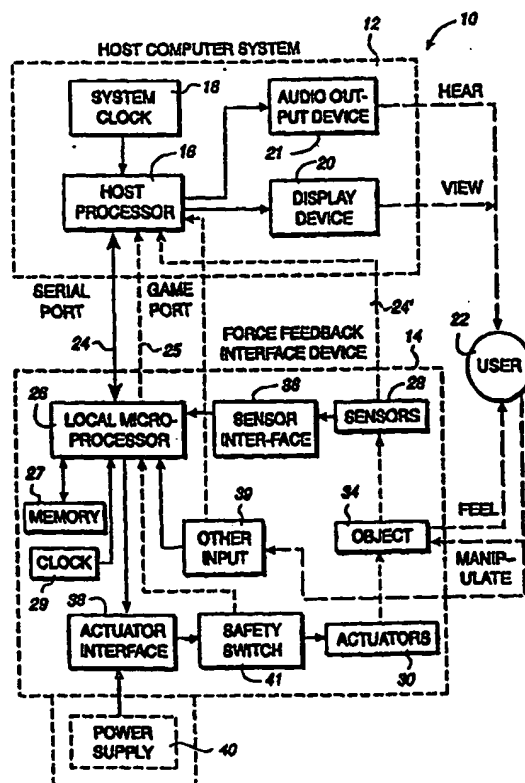 10
HOST COMPUTER SYSTEM
12
SYSTEM
CLOCK
18
AUDIO OUT-
PUT DEVICE
21
HEAR
16
HOST
PROCESSOR
20
DISPLAY
DEVICE
VIEW
SERIAL
PORT
GAME
PORT
24
25
24'
FORCE FEEDBACK
INTERFACE DEVICE
14
22
USER
26
LOCAL MICRO-
PROCESSOR
36
SENSOR
INTER-FACE
28
SENSORS
27
MEMORY
39
OTHER
INPUT
34
OBJECT
FEEL
MANIP-
ULATE
CLOCK
29
38
ACTUATOR
INTERFACE
SAFETY
SWITCH
41
ACTUATORS
30
POWER
SUPPLY
40